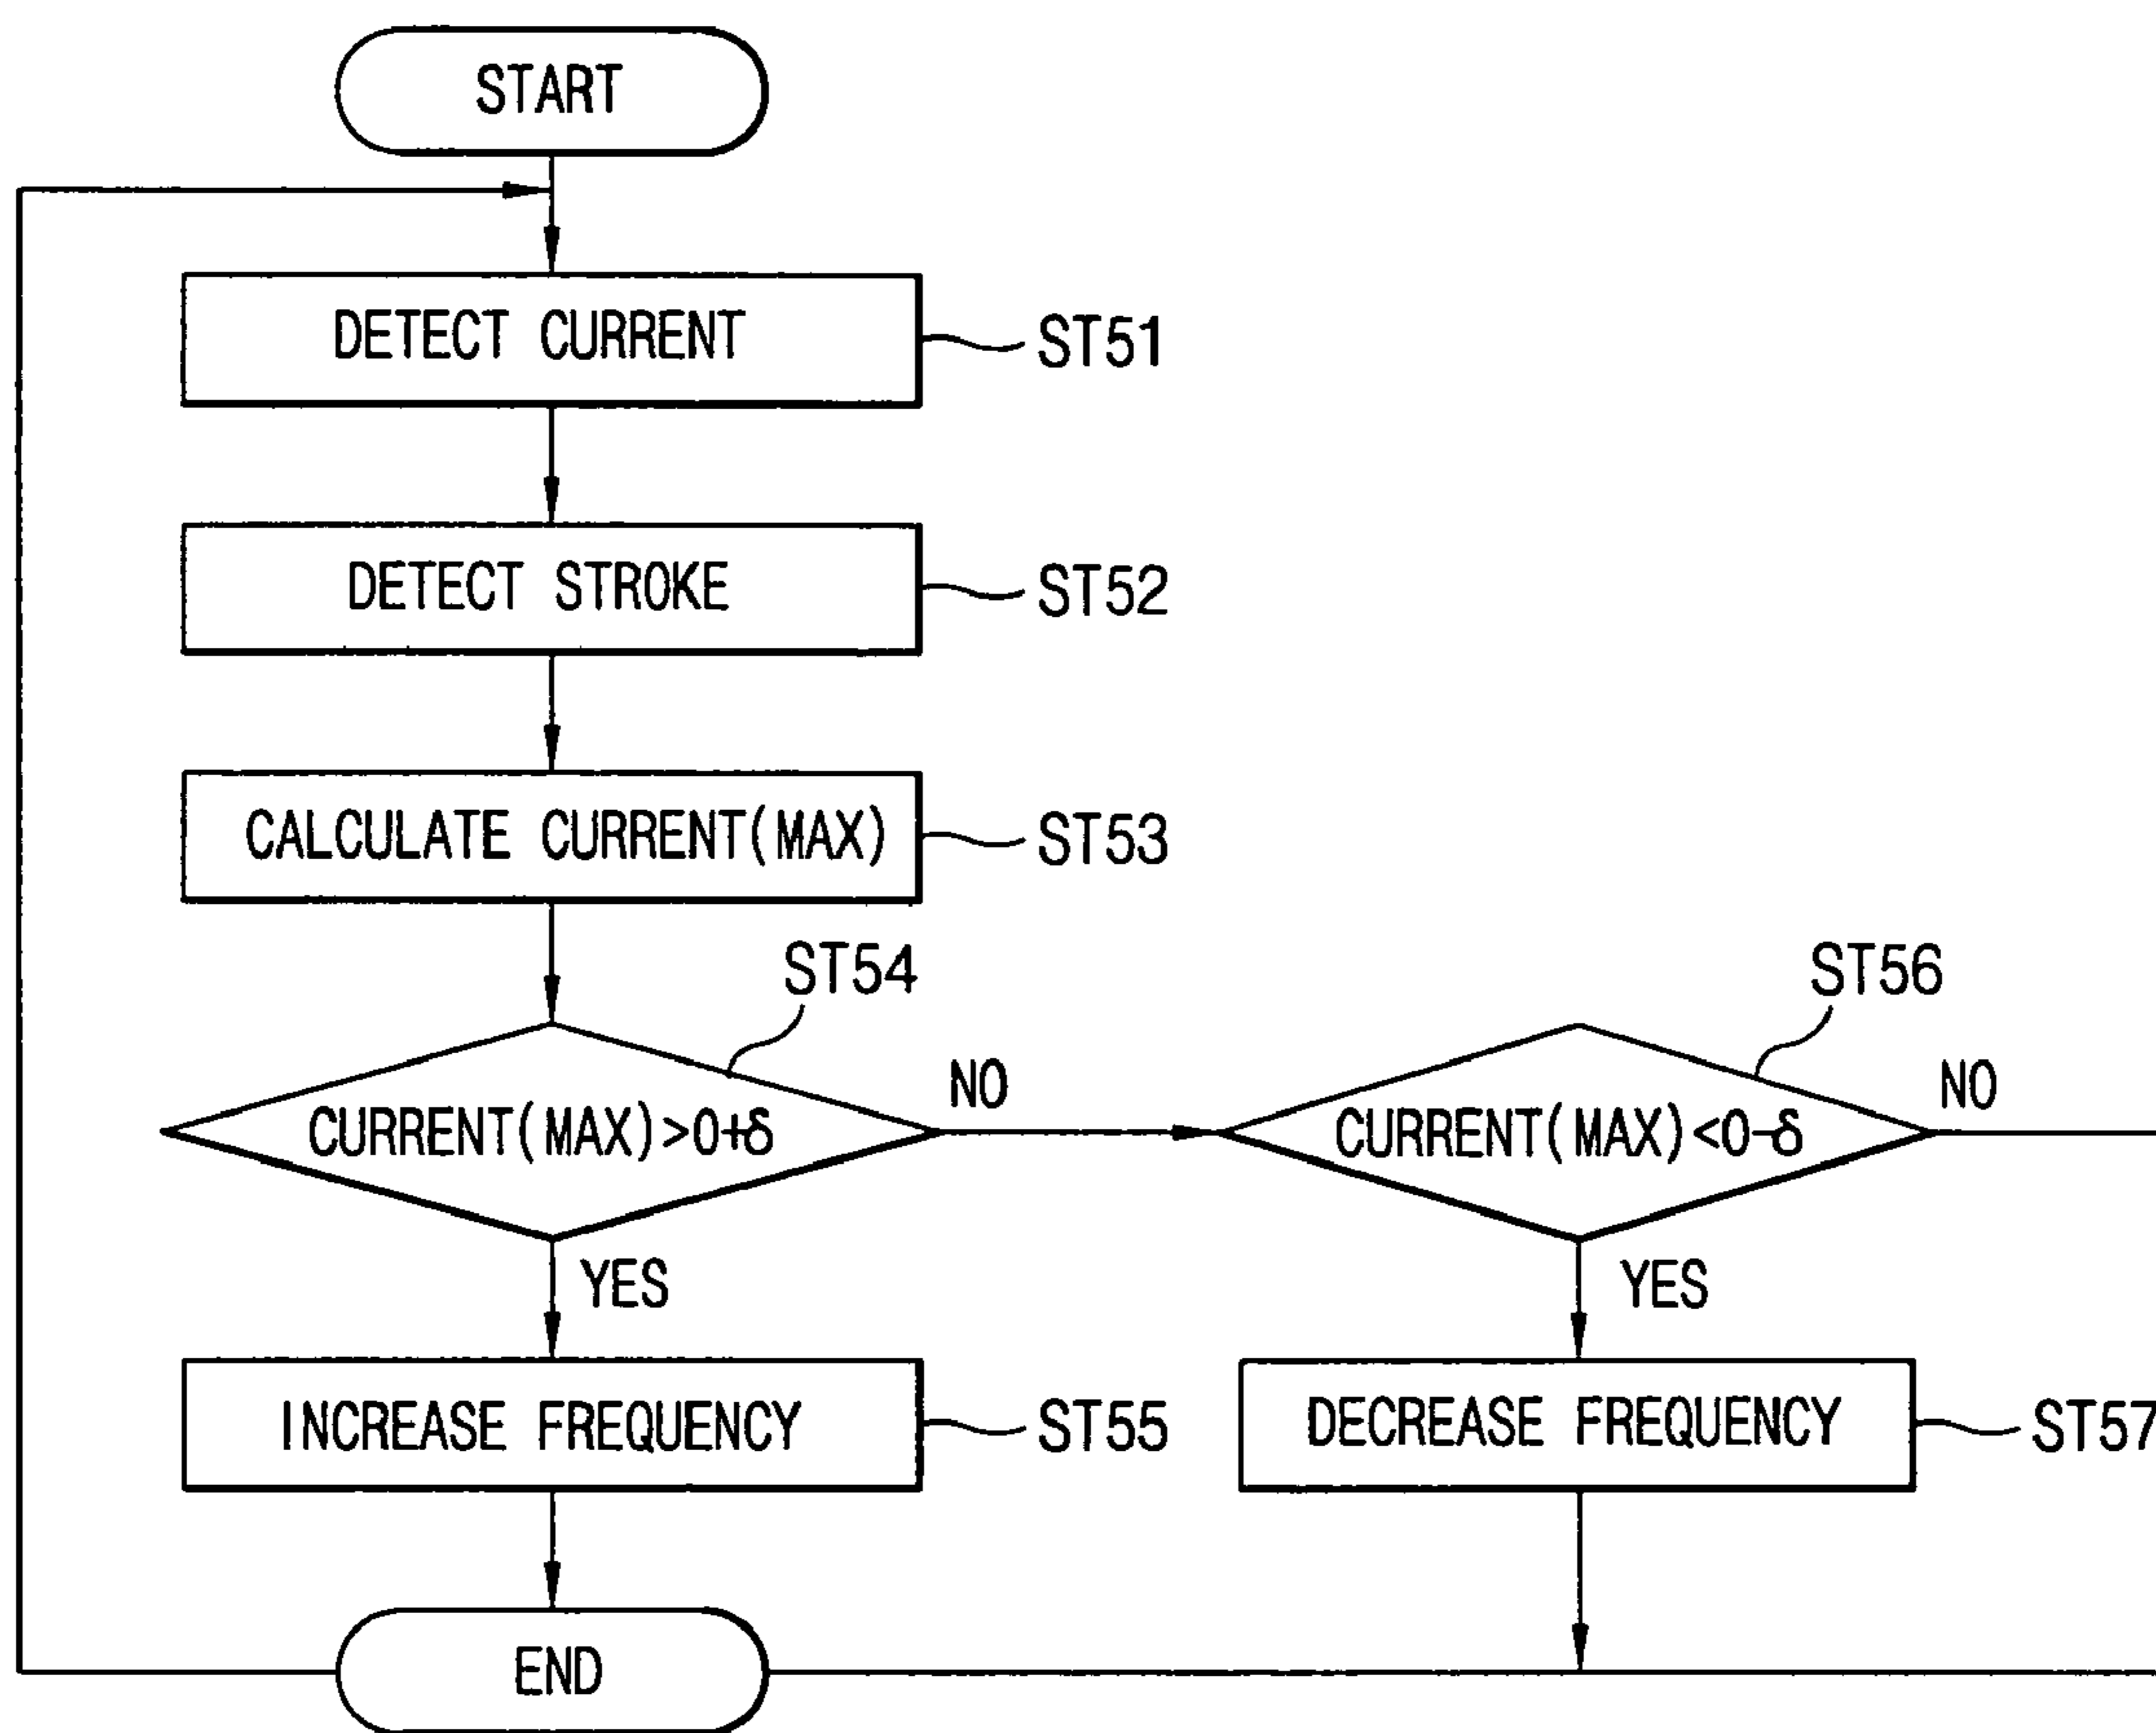 START
DETECT CURRENT
ST51
DETECT STROKE
ST52
CALCULATE CURRENT(MAX)
ST53
ST54
ST56
CURRENT(MAX)>0+δ
NO
CURRENT(MAX)<0-δ
NO
YES
YES
INCREASE FREQUENCY
ST55
DECREASE FREQUENCY
ST57
END